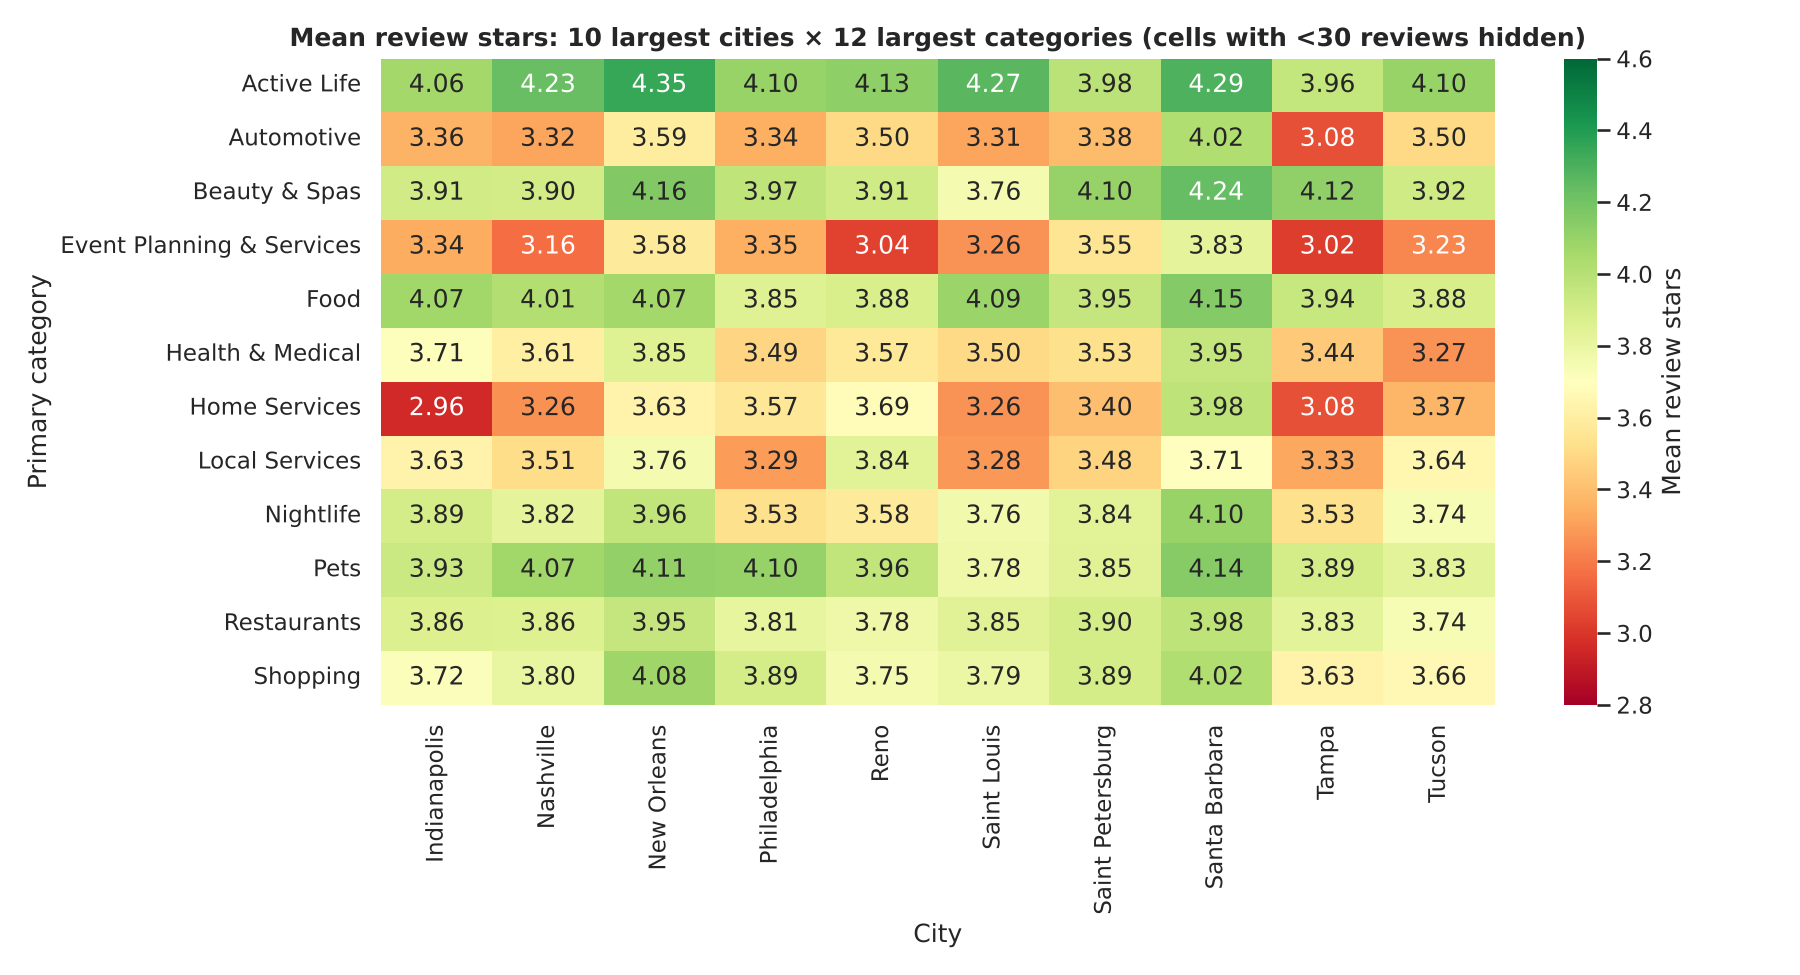 Mean review stars: 10 largest cities × 12 largest categories (cells with <30 reviews hidden)
Primary category
Active Life 4.06 4.23 4.35 4.10 4.13 4.27 3.98 4.29 3.96 4.10
Automotive 3.36 3.32 3.59 3.34 3.50 3.31 3.38 4.02 3.08 3.50
Beauty & Spas 3.91 3.90 4.16 3.97 3.91 3.76 4.10 4.24 4.12 3.92
Event Planning & Services 3.34 3.16 3.58 3.35 3.04 3.26 3.55 3.83 3.02 3.23
Food 4.07 4.01 4.07 3.85 3.88 4.09 3.95 4.15 3.94 3.88
Health & Medical 3.71 3.61 3.85 3.49 3.57 3.50 3.53 3.95 3.44 3.27
Home Services 2.96 3.26 3.63 3.57 3.69 3.26 3.40 3.98 3.08 3.37
Local Services 3.63 3.51 3.76 3.29 3.84 3.28 3.48 3.71 3.33 3.64
Nightlife 3.89 3.82 3.96 3.53 3.58 3.76 3.84 4.10 3.53 3.74
Pets 3.93 4.07 4.11 4.10 3.96 3.78 3.85 4.14 3.89 3.83
Restaurants 3.86 3.86 3.95 3.81 3.78 3.85 3.90 3.98 3.83 3.74
Shopping 3.72 3.80 4.08 3.89 3.75 3.79 3.89 4.02 3.63 3.66
Indianapolis
Nashville
New Orleans
Philadelphia
Reno
Saint Louis
Saint Petersburg
Santa Barbara
Tampa
Tucson
City
4.6
4.4
4.2
4.0
3.8
3.6
3.4
3.2
3.0
2.8
Mean review stars